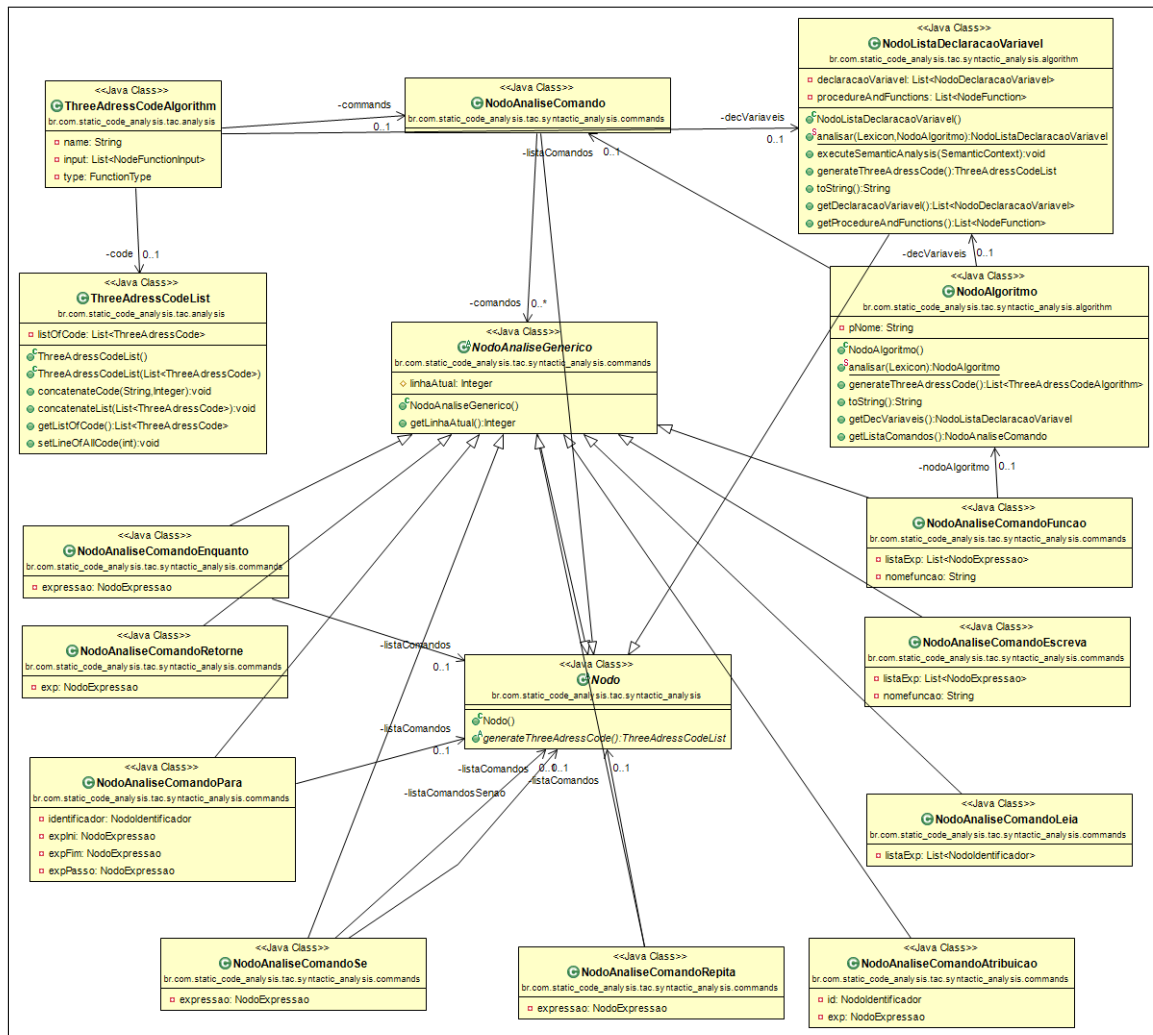 <<Java Class>>
ThreeAdressCodeAlgorithm
br.com.static_code_analysis.tac.analysis
name: String
input: List<NodeFunctionInput>
type: FunctionType
<<Java Class>>
NodoAnaliseComando
br.com.static_code_analysis.tac.syntactic_analysis.commands
<<Java Class>>
NodoListaDeclaracaoVariavel
br.com.static_code_analysis.tac.syntactic_analysis.algorithm
declaracaoVariavel: List<NodoDeclaracaoVariavel>
procedureAndFunctions: List<NodeFunction>
NodoListaDeclaracaoVariavel()
analisar(Lexicon,NodoAlgoritmo):NodoListaDeclaracaoVariavel
executeSemanticAnalysis(SemanticContext):void
generateThreeAdressCode():ThreeAdressCodeList
toString():String
getDeclaracaoVariavel():List<NodoDeclaracaoVariavel>
getProcedureAndFunctions():List<NodeFunction>
-commands
0..1
-decVariaveis
0..1
-listaComandos
0..1
-code
0..1
-decVariaveis
0..1
<<Java Class>>
ThreeAdressCodeList
br.com.static_code_analysis.tac.analysis
listOfCode: List<ThreeAdressCode>
ThreeAdressCodeList()
ThreeAdressCodeList(List<ThreeAdressCode>)
concatenateCode(String,Integer):void
concatenateList(List<ThreeAdressCode>):void
getListOfCode():List<ThreeAdressCode>
setLineOfAllCode(int):void
-comandos
0..*
<<Java Class>>
NodoAnaliseGenerico
br.com.static_code_analysis.tac.syntactic_analysis.commands
linhaAtual: Integer
NodoAnaliseGenerico()
getLinhaAtual():Integer
<<Java Class>>
NodoAlgoritmo
br.com.static_code_analysis.tac.syntactic_analysis.algorithm
pNome: String
NodoAlgoritmo()
analisar(Lexicon):NodoAlgoritmo
generateThreeAdressCode():List<ThreeAdressCodeAlgorithm>
toString():String
getDecVariaveis():NodoListaDeclaracaoVariavel
getListaComandos():NodoAnaliseComando
-nodoAlgoritmo
0..1
<<Java Class>>
NodoAnaliseComandoFuncao
br.com.static_code_analysis.tac.syntactic_analysis.commands
listaExp: List<NodoExpressao>
nomefuncao: String
<<Java Class>>
NodoAnaliseComandoEnquanto
br.com.static_code_analysis.tac.syntactic_analysis.commands
expressao: NodoExpressao
<<Java Class>>
NodoAnaliseComandoRetorne
br.com.static_code_analysis.tac.syntactic_analysis.commands
exp: NodoExpressao
-listaComandos
0..1
<<Java Class>>
Nodo
br.com.static_code_analysis.tac.syntactic_analysis
Nodo()
generateThreeAdressCode():ThreeAdressCodeList
<<Java Class>>
NodoAnaliseComandoEscreva
br.com.static_code_analysis.tac.syntactic_analysis.commands
listaExp: List<NodoExpressao>
nomefuncao: String
-listaComandos
0..1
-listaComandos
0..1
0..1
0..1
-listaComandos
-listaComandosSenao
<<Java Class>>
NodoAnaliseComandoPara
br.com.static_code_analysis.tac.syntactic_analysis.commands
identificador: NodoIdentificador
expIni: NodoExpressao
expFim: NodoExpressao
expPasso: NodoExpressao
<<Java Class>>
NodoAnaliseComandoLeia
br.com.static_code_analysis.tac.syntactic_analysis.commands
listaExp: List<NodoIdentificador>
<<Java Class>>
NodoAnaliseComandoSe
br.com.static_code_analysis.tac.syntactic_analysis.commands
expressao: NodoExpressao
<<Java Class>>
NodoAnaliseComandoRepita
br.com.static_code_analysis.tac.syntactic_analysis.commands
expressao: NodoExpressao
<<Java Class>>
NodoAnaliseComandoAtribuicao
br.com.static_code_analysis.tac.syntactic_analysis.commands
id: NodoIdentificador
exp: NodoExpressao